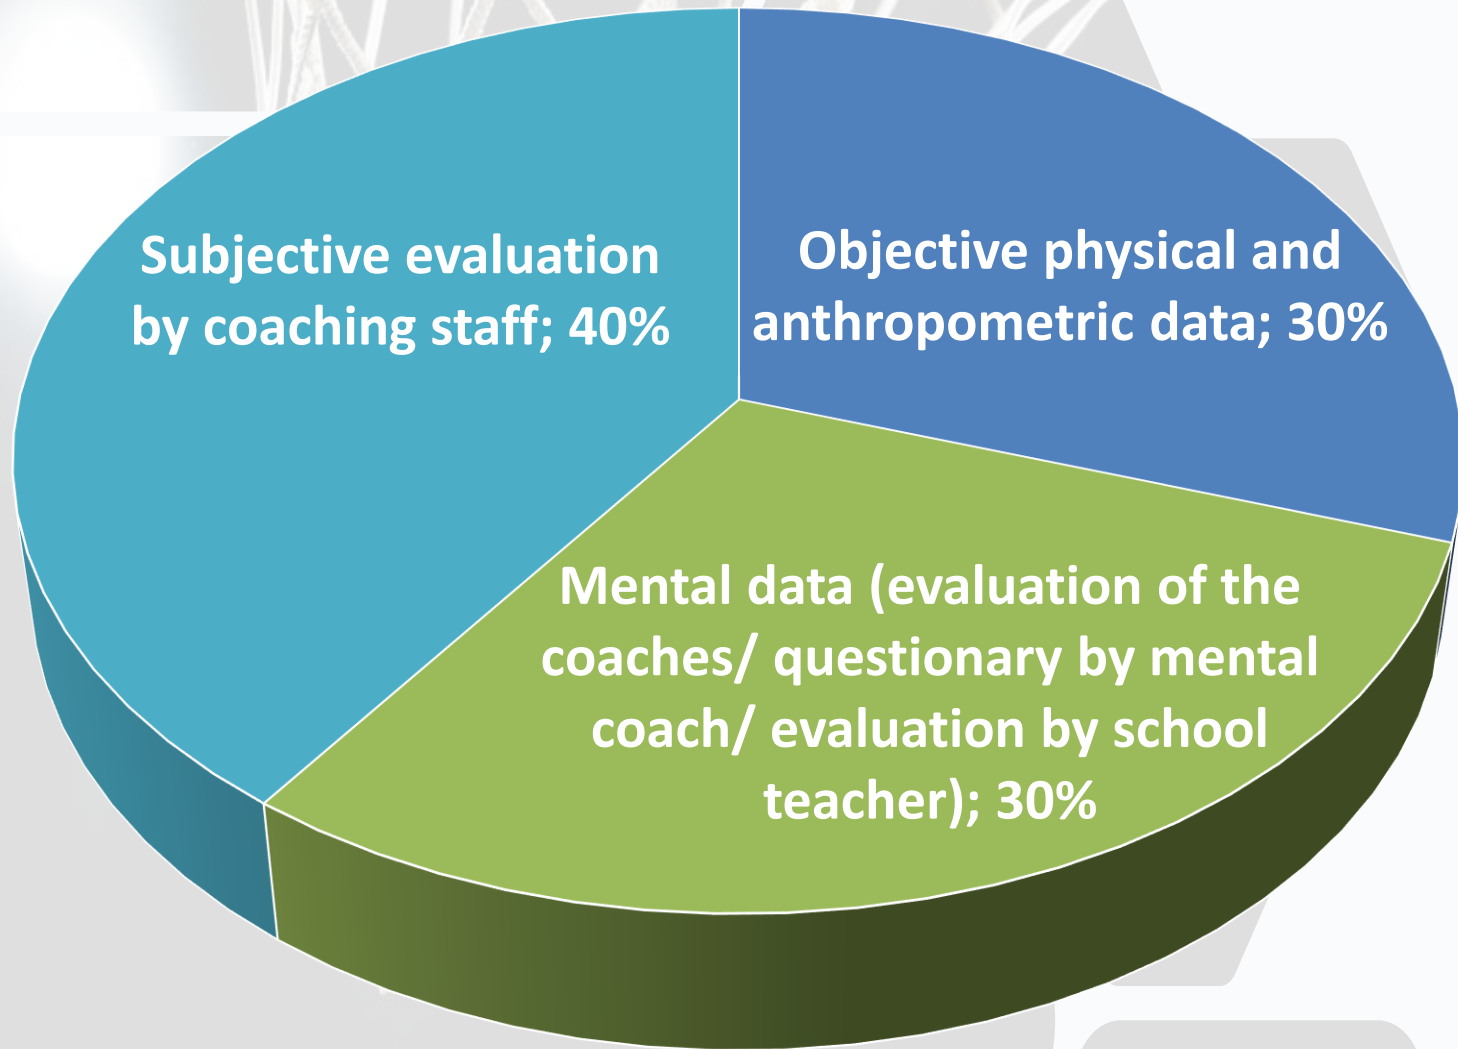 Subjective evaluation
by coaching staff; 40%
Objective physical and
anthropometric data; 30%
Mental data (evaluation of the
coaches/ questionary by mental
coach/ evaluation by school
teacher); 30%